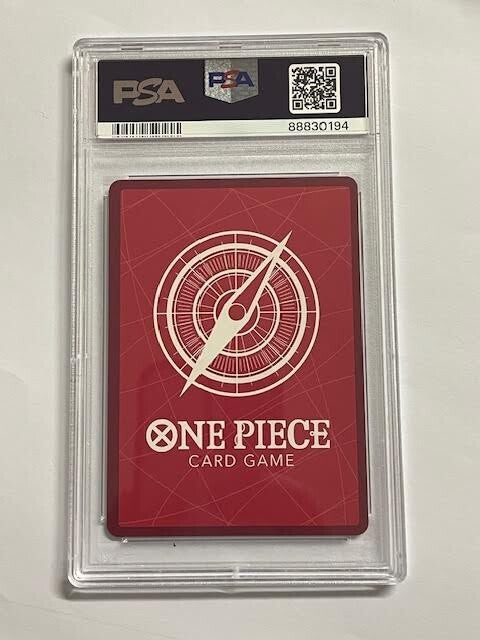 PSA
PSA
88830194
ONE PIECE
CARD GAME